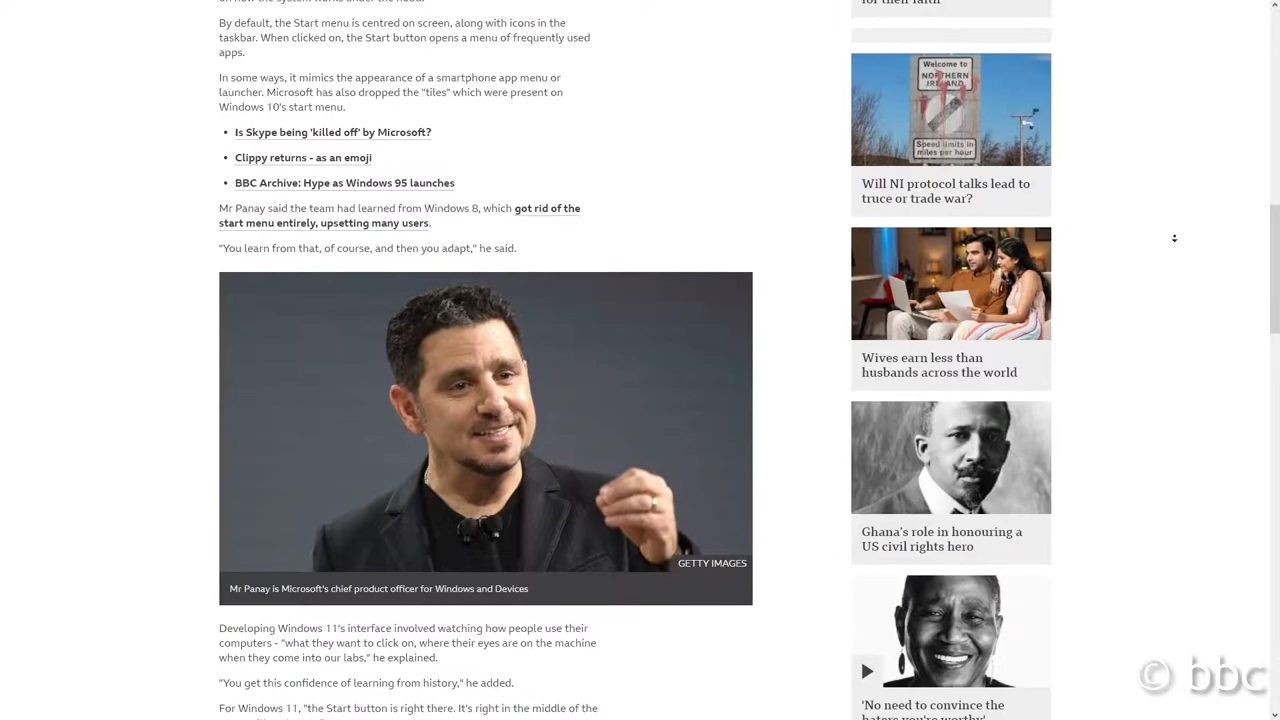 By default, the Start menu is centred on screen, along with icons in the
taskbar. When clicked on, the Start button opens a menu of frequently used
apps.
In some ways, it mimics the appearance of a smartphone app menu or
launcher. Microsoft has also dropped the "tiles" which were present on
Windows 10's start menu.
• Is Skype being 'killed off' by Microsoft?
• Clippy returns - as an emoji
• BBC Archive: Hype as Windows 95 launches
Mr Panay said the team had learned from Windows 8, which got rid of the
start menu entirely, upsetting many users.
"You learn from that, of course, and then you adapt," he said.
GETTY IMAGES
Mr Panay is Microsoft's chief product officer for Windows and Devices
Developing Windows 11's interface involved watching how people use their
computers - "what they want to click on, where their eyes are on the machine
when they come into our labs," he explained.
"You get this confidence of learning from history," he added.
For Windows 11, "the Start button is right there. It's right in the middle of the
for their faith
Welcome to
NORTHERN
IRELAND
Speed limits in
miles per hour
Will NI protocol talks lead to
truce or trade war?
Wives earn less than
husbands across the world
Ghana's role in honouring a
US civil rights hero
'No need to convince the
haters you're worthy'
© bbc